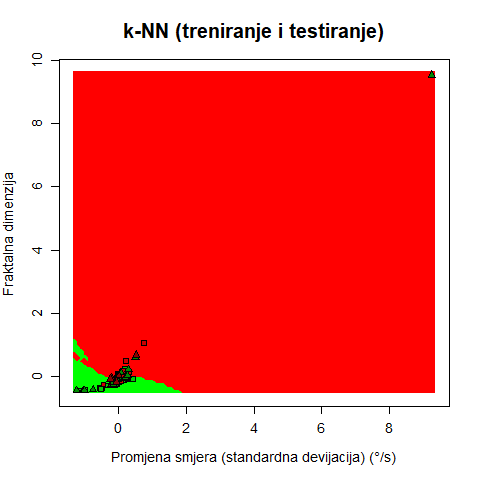 k-NN (treniranje i testiranje)
Fraktalna dimenzija
10
8
6
4
2
0
0 2 4 6 8
Promjena smjera (standardna devijacija) (°/s)